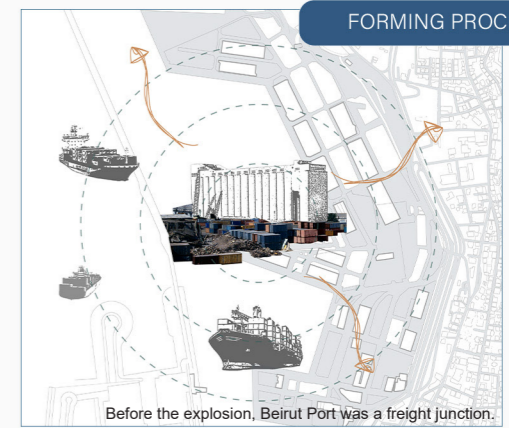 FORMING PROC
Before the explosion, Beirut Port was a freight junction.